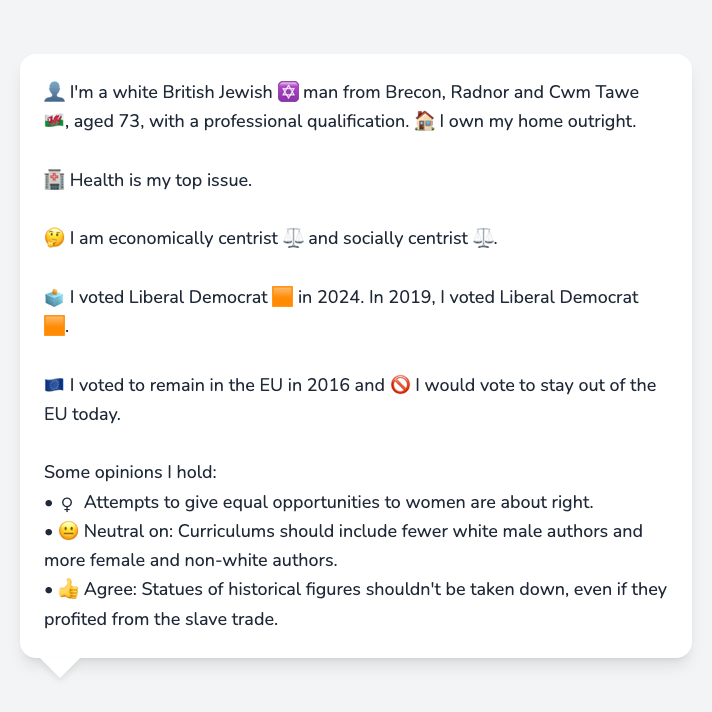 👤 I'm a white British Jewish ✡️ man from Brecon, Radnor and Cwm Tawe
🏴󠁧󠁢󠁷󠁬󠁳󠁿, aged 73, with a professional qualification. 🏠 I own my home outright.
🏥 Health is my top issue.
🤔 I am economically centrist ⚖️ and socially centrist ⚖️.
🗳️ I voted Liberal Democrat 🟧 in 2024. In 2019, I voted Liberal Democrat
🟧.
🇪🇺 I voted to remain in the EU in 2016 and 🚫 I would vote to stay out of the
EU today.
Some opinions I hold:
• ♀ Attempts to give equal opportunities to women are about right.
• 😐 Neutral on: Curriculums should include fewer white male authors and
more female and non-white authors.
• 👍 Agree: Statues of historical figures shouldn't be taken down, even if they
profited from the slave trade.